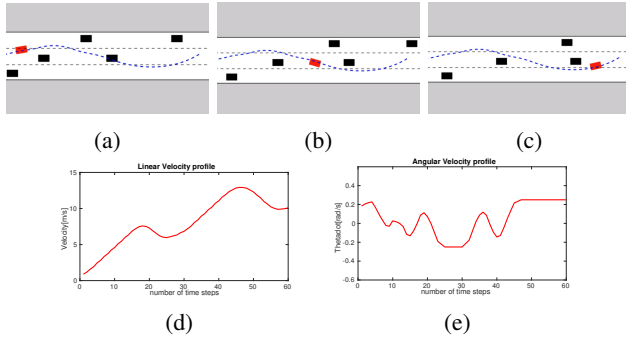 (a)
(b)
(c)
Linear Velocity profile
15
10
5
0
Velocity[m/s]
0
10
20
30
40
50
60
number of time steps
Angular Velocity profile
0.4
0.2
0
-0.2
-0.4
-0.6
Thetadot[rad/s]
0
10
20
30
40
50
60
number of time steps
(d)
(e)